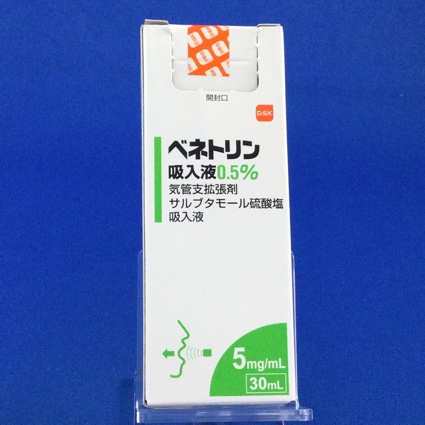 開封口
GSK
ベネトリン
吸入液0.5%
気管支拡張剤
サルブタモール硫酸塩
吸入液
5mg/mL
30mL